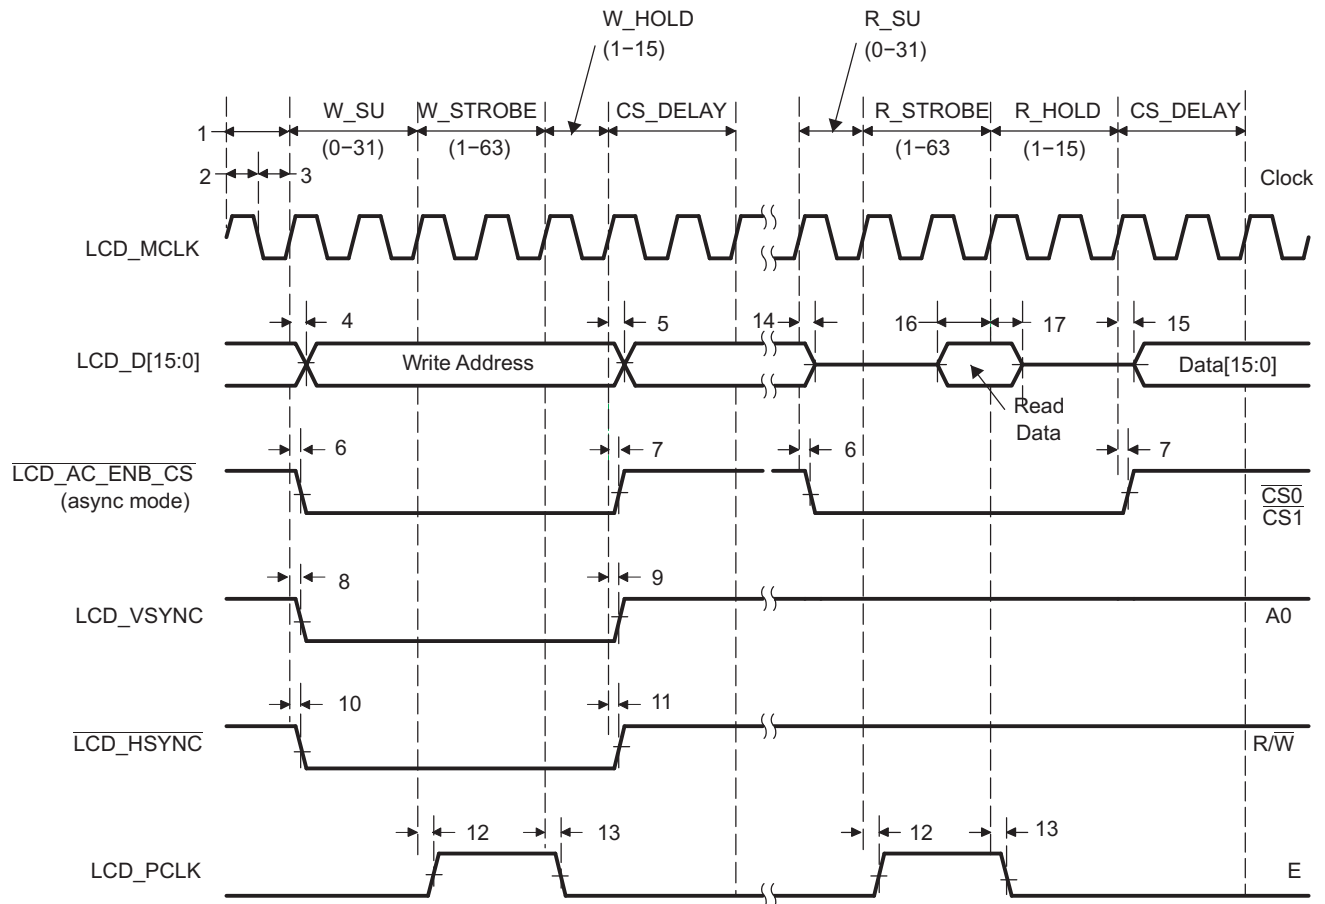 W_HOLD
(1−15)
R_SU
(0−31)
W_SU
(0−31)
W_STROBE
(1−63)
CS_DELAY
R_STROBE
(1−63
R_HOLD
(1−15)
CS_DELAY
1
2
3
Clock
LCD_MCLK
4
5
14
16
17
15
LCD_D[15:0]
Write Address
Data[15:0]
Read
Data
6
7
6
7
LCD_AC_ENB_CS
(async mode)
CS0
CS1
8
9
LCD_VSYNC
A0
10
11
LCD_HSYNC
R/W
12
13
12
13
LCD_PCLK
E